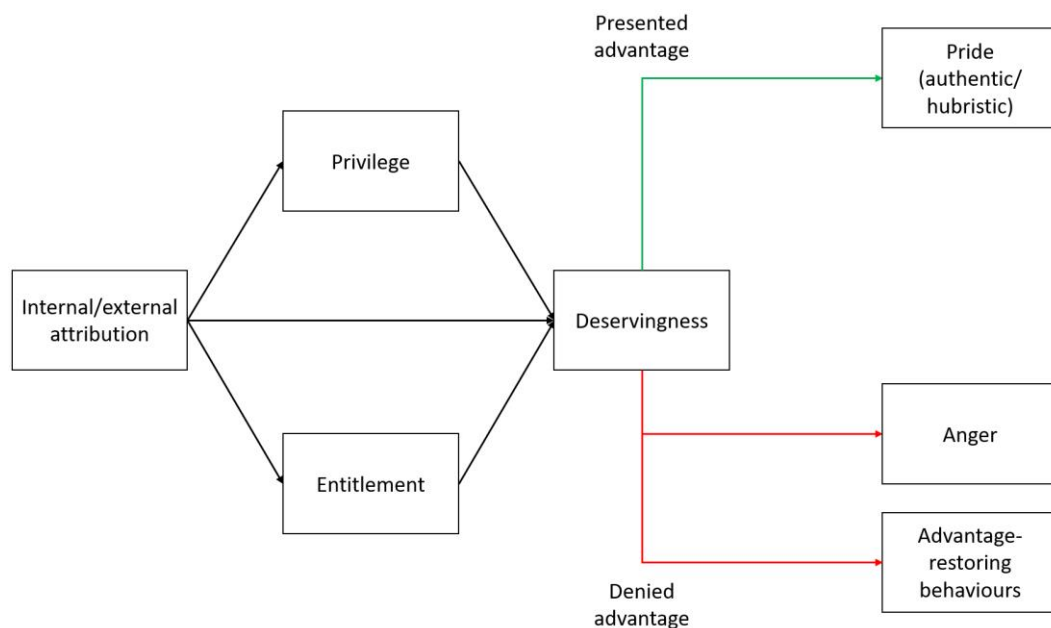 Presented
advantage
Pride
(authentic/
hubristic)
Privilege
Internal/external
attribution
Deservingness
Entitlement
Anger
Advantage-
restoring
behaviours
Denied
advantage